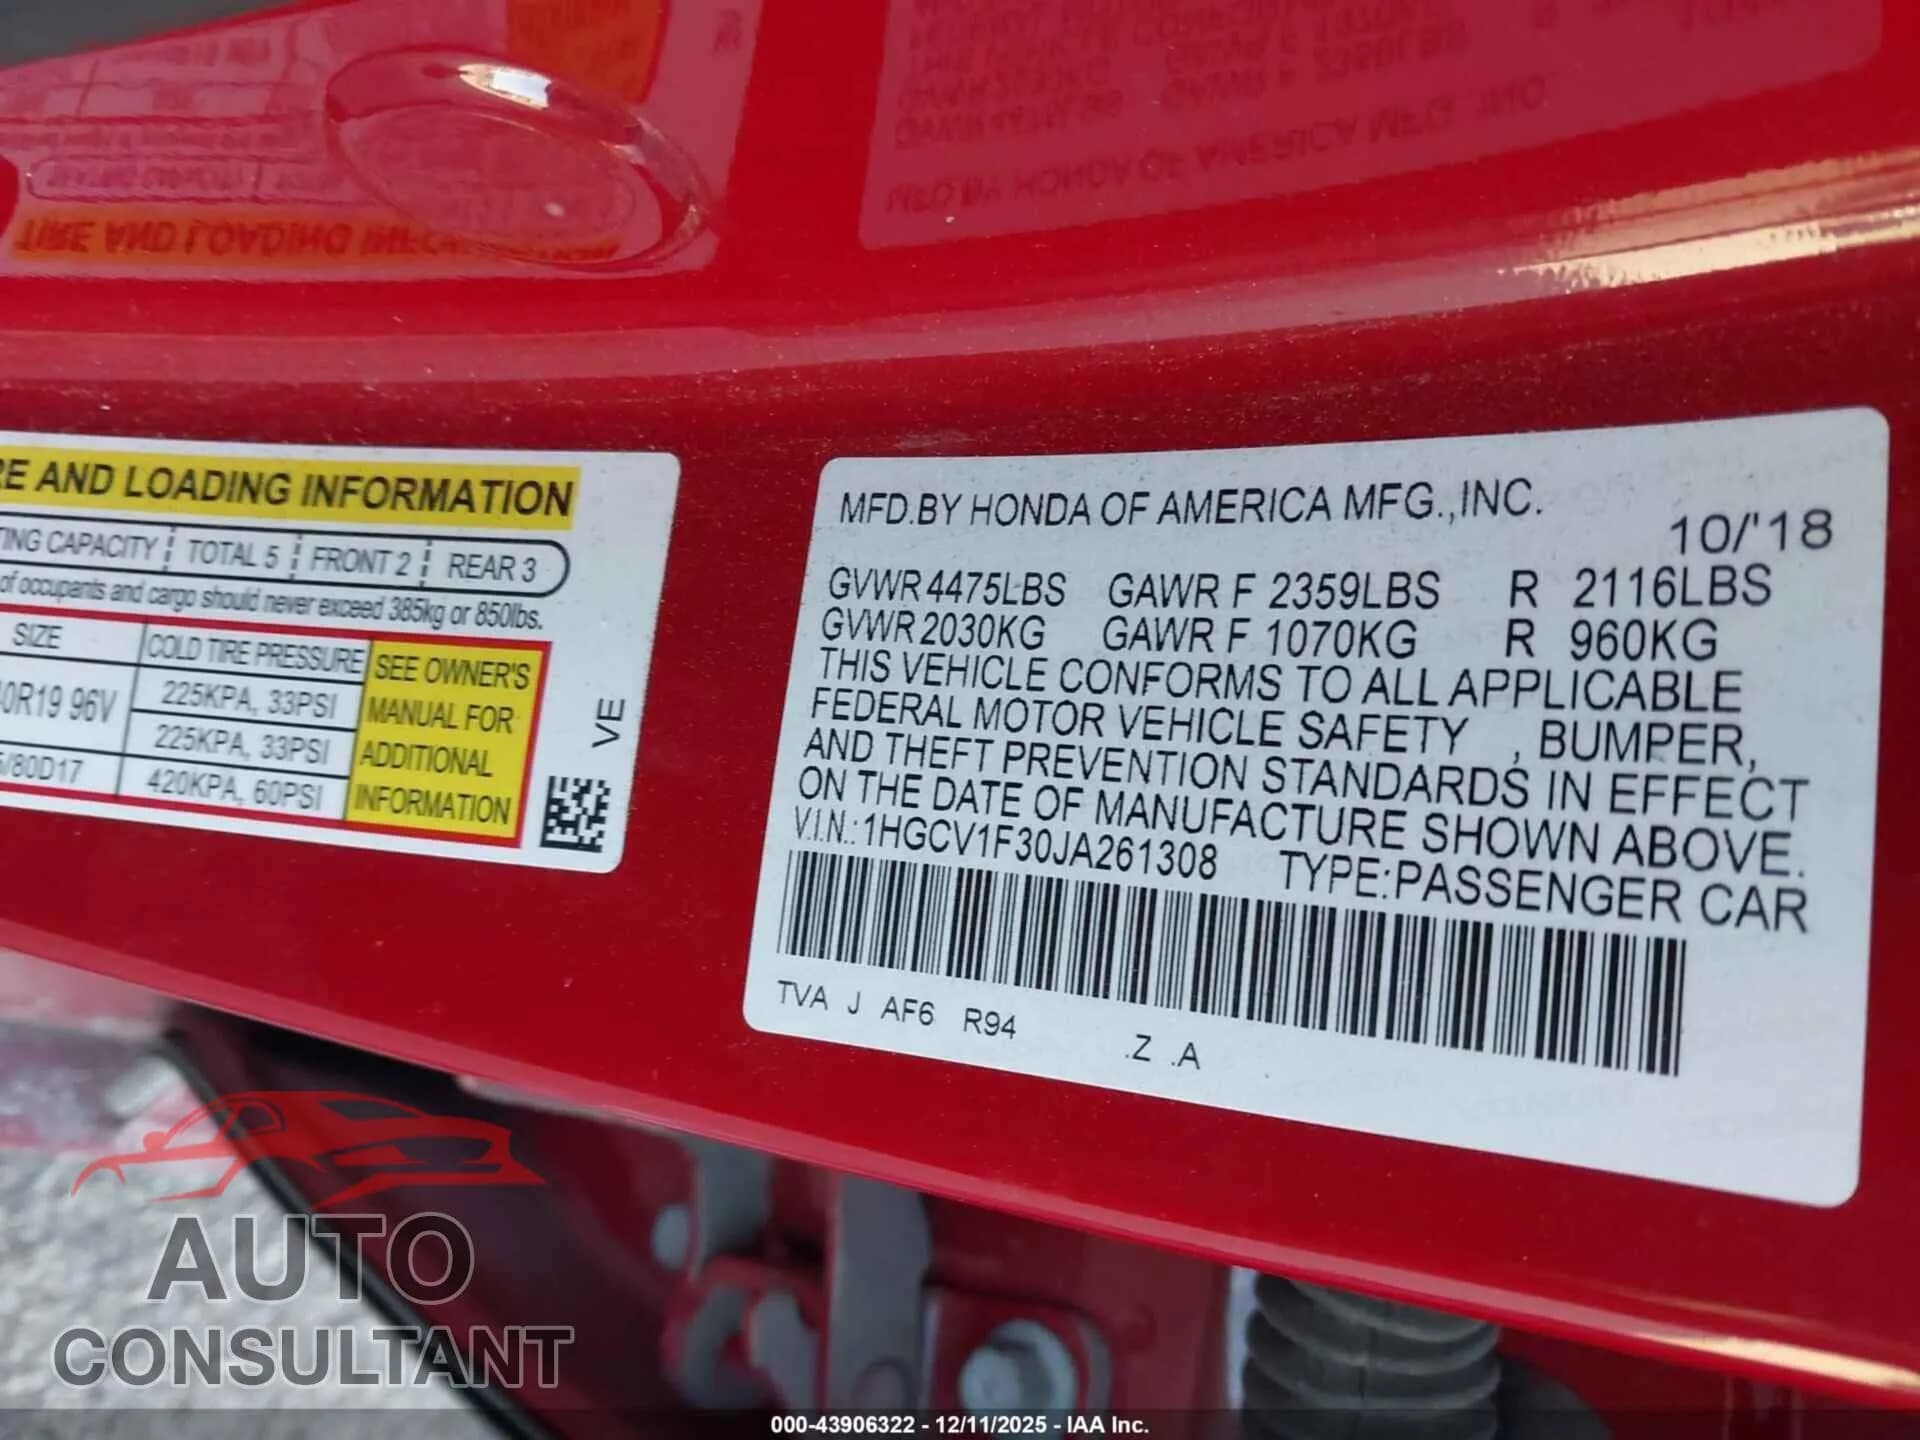 RE AND LOADING INFORMATION
TING CAPACITY TOTAL 5 FRONT 2 REAR 3
of occupants and cargo should never exceed 385kg or 850lbs.
SIZE COLD TIRE PRESSURE SEE OWNER'S MANUAL FOR ADDITIONAL INFORMATION
0R19 96V 225KPA, 33PSI
225KPA, 33PSI
/80D17 420KPA, 60PSI
VE
MFD.BY HONDA OF AMERICA MFG.,INC.
10/'18
GVWR 4475LBS GAWR F 2359LBS R 2116LBS
GVWR 2030KG GAWR F 1070KG R 960KG
THIS VEHICLE CONFORMS TO ALL APPLICABLE
FEDERAL MOTOR VEHICLE SAFETY , BUMPER,
AND THEFT PREVENTION STANDARDS IN EFFECT
ON THE DATE OF MANUFACTURE SHOWN ABOVE.
V.I.N.: 1HGCV1F30JA261308 TYPE:PASSENGER CAR
TVA J AF6 R94 .Z .A
AUTO
CONSULTANT
000-43906322 - 12/11/2025 - IAA Inc.